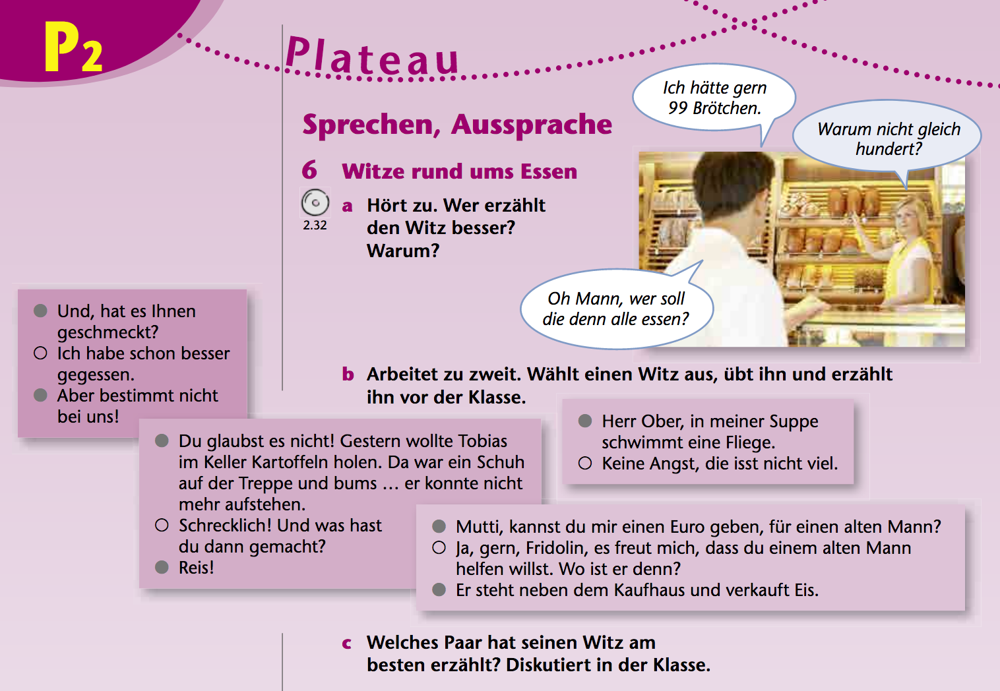 P2
Plateau
Sprechen, Aussprache
6 Witze rund ums Essen
2.32
a Hört zu. Wer erzählt
den Witz besser?
Warum?
Ich hätte gern
99 Brötchen.
Warum nicht gleich
hundert?
Oh Mann, wer soll
die denn alle essen?
b Arbeitet zu zweit. Wählt einen Witz aus, übt ihn und erzählt
ihn vor der Klasse.
Und, hat es Ihnen
geschmeckt?
Ich habe schon besser
gegessen.
Aber bestimmt nicht
bei uns!
Du glaubst es nicht! Gestern wollte Tobias
im Keller Kartoffeln holen. Da war ein Schuh
auf der Treppe und bums … er konnte nicht
mehr aufstehen.
Schrecklich! Und was hast
du dann gemacht?
Reis!
Herr Ober, in meiner Suppe
schwimmt eine Fliege.
Keine Angst, die isst nicht viel.
Mutti, kannst du mir einen Euro geben, für einen alten Mann?
Ja, gern, Fridolin, es freut mich, dass du einem alten Mann
helfen willst. Wo ist er denn?
Er steht neben dem Kaufhaus und verkauft Eis.
c Welches Paar hat seinen Witz am
besten erzählt? Diskutiert in der Klasse.